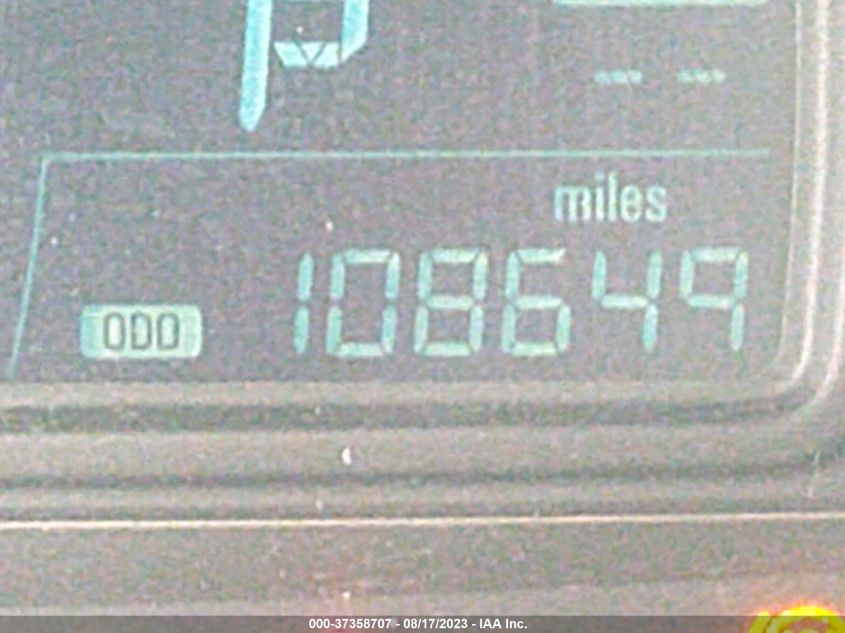 miles
ODO 108649
000-37358707 - 08/17/2023 - IAA Inc.